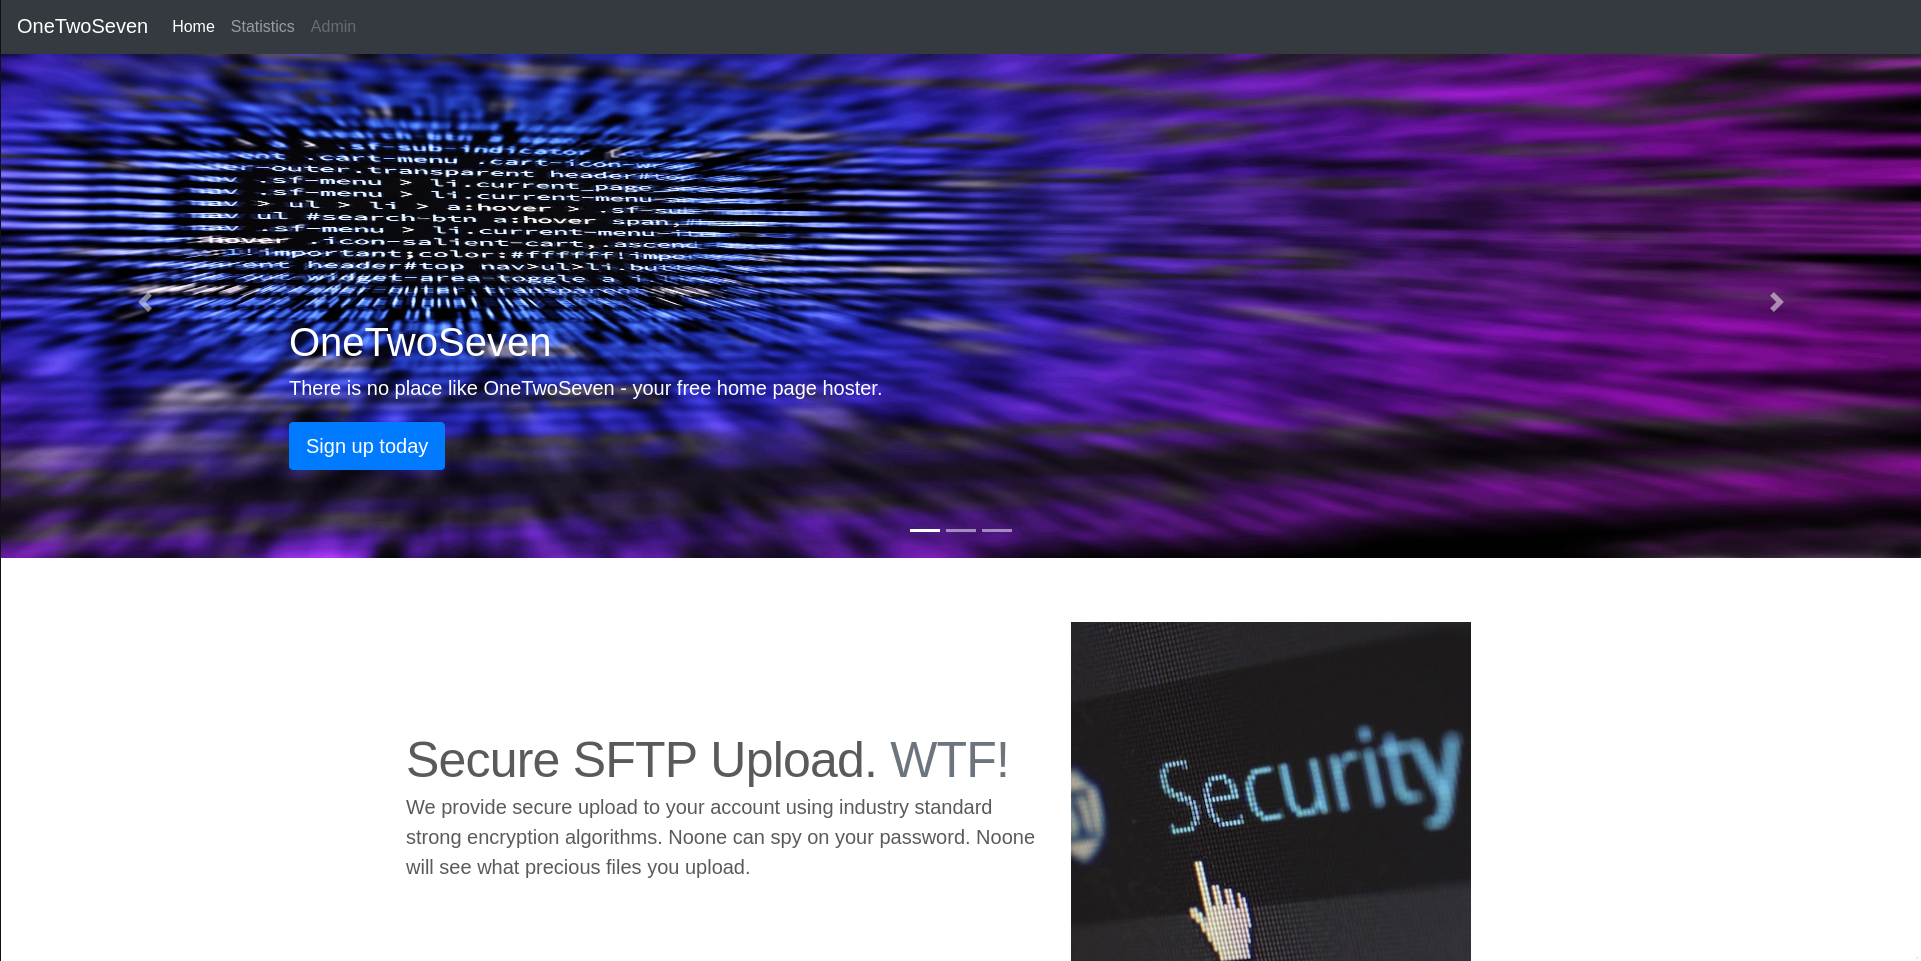 OneTwoSeven Home Statistics Admin
.sf-sub-indicator
.cart-menu .cart-icon-
-outer.transparent header#top
.sf-menu > li.current_page_
.sf-menu > li.current-menu-
> ul > li > a:hover > .sf-sub-
ul #search-btn a:hover span,
.sf-menu > li.current-menu-
:hover .icon-salient-cart, .ascend
!important;color:#ffffff!impo
header#top nav>ul>li.butt
widget-area-toggle a i.
.transparent
OneTwoSeven
There is no place like OneTwoSeven - your free home page hoster.
Sign up today
Secure SFTP Upload. WTF!
We provide secure upload to your account using industry standard
strong encryption algorithms. Noone can spy on your password. Noone
will see what precious files you upload.
Security